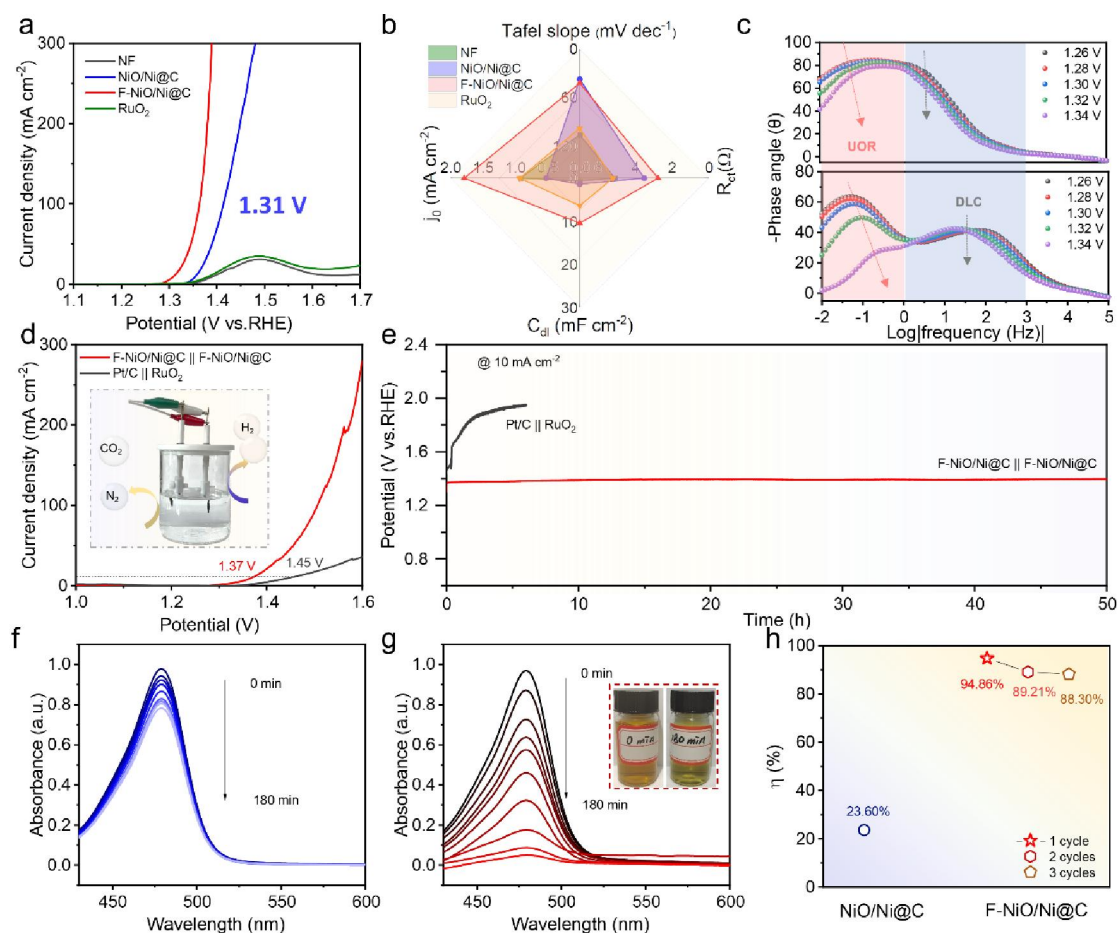 a
300
250
200
150
100
50
0
Current density (mA cm⁻²)
NF
NiO/Ni@C
F-NiO/Ni@C
RuO₂
1.31 V
1.1 1.2 1.3 1.4 1.5 1.6 1.7
Potential (V vs.RHE)
b
Tafel slope (mV dec⁻¹)
NF
NiO/Ni@C
F-NiO/Ni@C
RuO₂
0
2.0
1.0
2
0
10
20
30
j₀ (mA cm⁻²)
Cdl (mF cm⁻²)
c
100
80
60
40
20
0
UOR
1.26 V
1.28 V
1.30 V
1.32 V
1.34 V
-Phase angle (θ)
80
60
40
20
0
DLC
1.26 V
1.28 V
1.30 V
1.32 V
1.34 V
-2 -1 0 1 2 3 4 5
Log|frequency (Hz)|
d
300
200
100
0
Current density (mA cm⁻²)
F-NiO/Ni@C || F-NiO/Ni@C
Pt/C || RuO₂
CO₂
N₂
H₂
1.37 V
1.45 V
1.0 1.2 1.4 1.6
Potential (V)
e
2.4
2.0
1.6
1.2
0.8
Potential (V vs.RHE)
@ 10 mA cm⁻²
Pt/C || RuO₂
F-NiO/Ni@C || F-NiO/Ni@C
0 10 20 30 40 50
Time (h)
f
1.0
0.8
0.6
0.4
0.2
0.0
Absorbance (a.u.)
0 min
180 min
450 500 550 600
Wavelength (nm)
g
1.0
0.8
0.6
0.4
0.2
0.0
Absorbance (a.u.)
0 min
180 min
0 min
180 min
450 500 550 600
Wavelength (nm)
h
100
80
60
40
20
0
η (%)
94.86%
89.21%
88.30%
23.60%
1 cycle
2 cycles
3 cycles
NiO/Ni@C
F-NiO/Ni@C